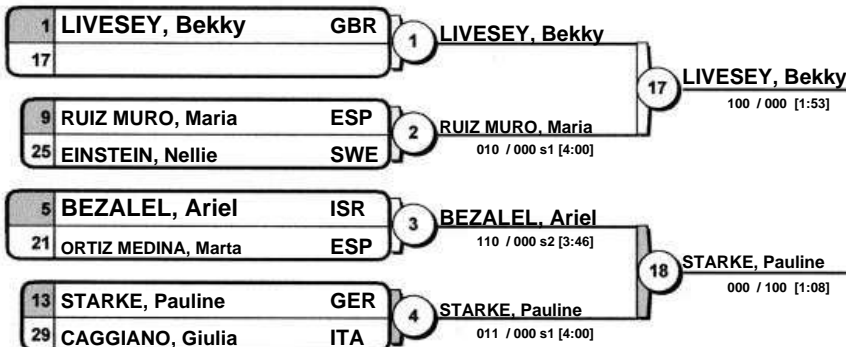 1 LIVESEY, Bekky GBR
17
1
LIVESEY, Bekky
9 RUIZ MURO, Maria ESP
25 EINSTEIN, Nellie SWE
2
RUIZ MURO, Maria
010 / 000 s1 [4:00]
17
LIVESEY, Bekky
100 / 000 [1:53]
5 BEZALEL, Ariel ISR
21 ORTIZ MEDINA, Marta ESP
3
BEZALEL, Ariel
110 / 000 s2 [3:46]
13 STARKE, Pauline GER
29 CAGGIANO, Giulia ITA
4
STARKE, Pauline
011 / 000 s1 [4:00]
18
STARKE, Pauline
000 / 100 [1:08]